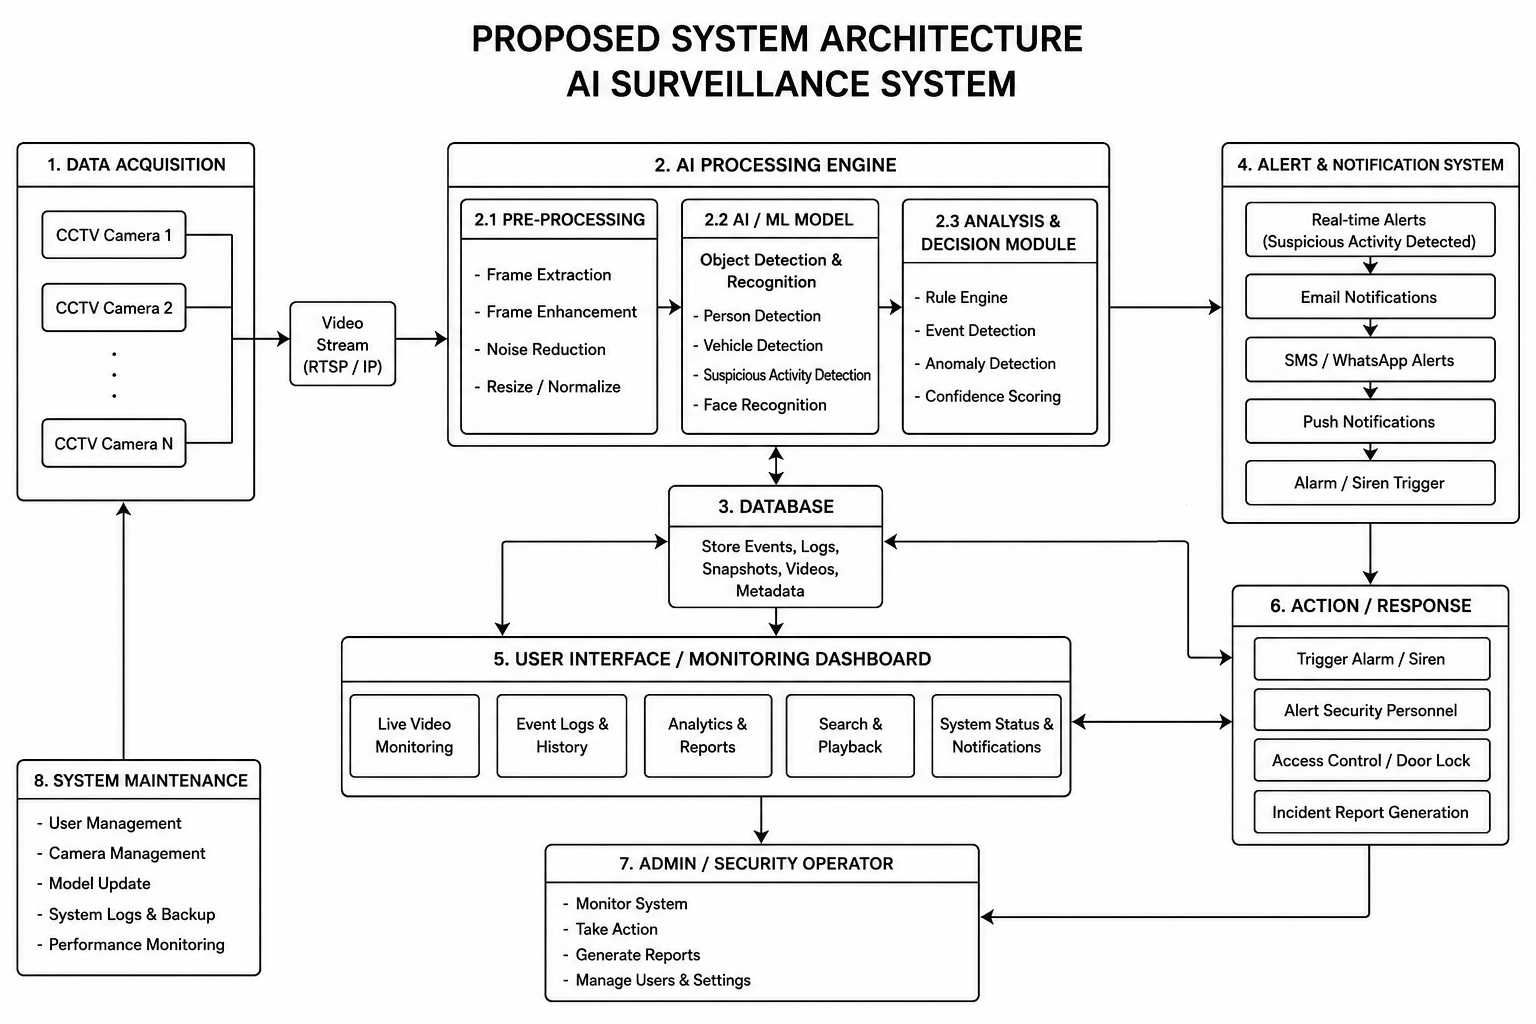 PROPOSED SYSTEM ARCHITECTURE
AI SURVEILLANCE SYSTEM
1. DATA ACQUISITION
CCTV Camera 1
CCTV Camera 2
CCTV Camera N
Video
Stream
(RTSP / IP)
2. AI PROCESSING ENGINE
2.1 PRE-PROCESSING
- Frame Extraction
- Frame Enhancement
- Noise Reduction
- Resize / Normalize
2.2 AI / ML MODEL
Object Detection &
Recognition
- Person Detection
- Vehicle Detection
- Suspicious Activity Detection
- Face Recognition
2.3 ANALYSIS &
DECISION MODULE
- Rule Engine
- Event Detection
- Anomaly Detection
- Confidence Scoring
4. ALERT & NOTIFICATION SYSTEM
Real-time Alerts
(Suspicious Activity Detected)
Email Notifications
SMS / WhatsApp Alerts
Push Notifications
Alarm / Siren Trigger
3. DATABASE
Store Events, Logs,
Snapshots, Videos,
Metadata
5. USER INTERFACE / MONITORING DASHBOARD
Live Video
Monitoring
Event Logs &
History
Analytics &
Reports
Search &
Playback
System Status &
Notifications
6. ACTION / RESPONSE
Trigger Alarm / Siren
Alert Security Personnel
Access Control / Door Lock
Incident Report Generation
8. SYSTEM MAINTENANCE
- User Management
- Camera Management
- Model Update
- System Logs & Backup
- Performance Monitoring
7. ADMIN / SECURITY OPERATOR
- Monitor System
- Take Action
- Generate Reports
- Manage Users & Settings